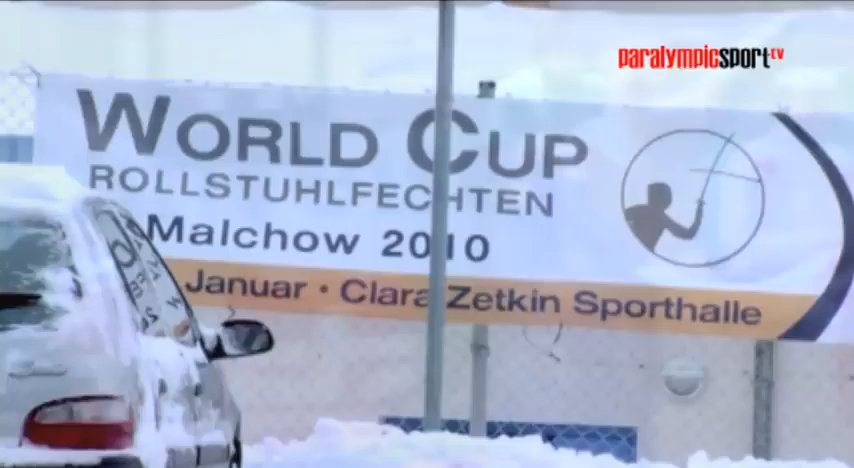 paralympicsport.tv
WORLD CUP
ROLLSTUHLFECHTEN
Malchow 2010
Januar • Clara Zetkin Sporthalle